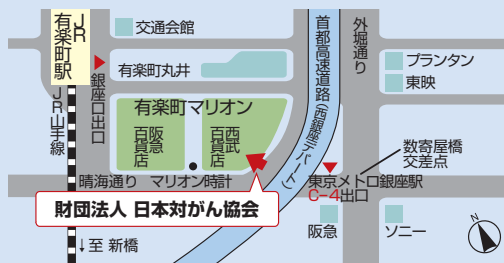 JR
有楽町駅
交通会館
銀座口出口
有楽町丸井
首都高速道路(西銀座デパート)
外堀通り
プランタン
東映
JR山手線
有楽町マリオン
阪急
百貨店
西武
百貨店
晴海通り
マリオン時計
数寄屋橋
交差点
東京メトロ銀座駅
C-4出口
財団法人 日本対がん協会
阪急
ソニー
↓至 新橋
N